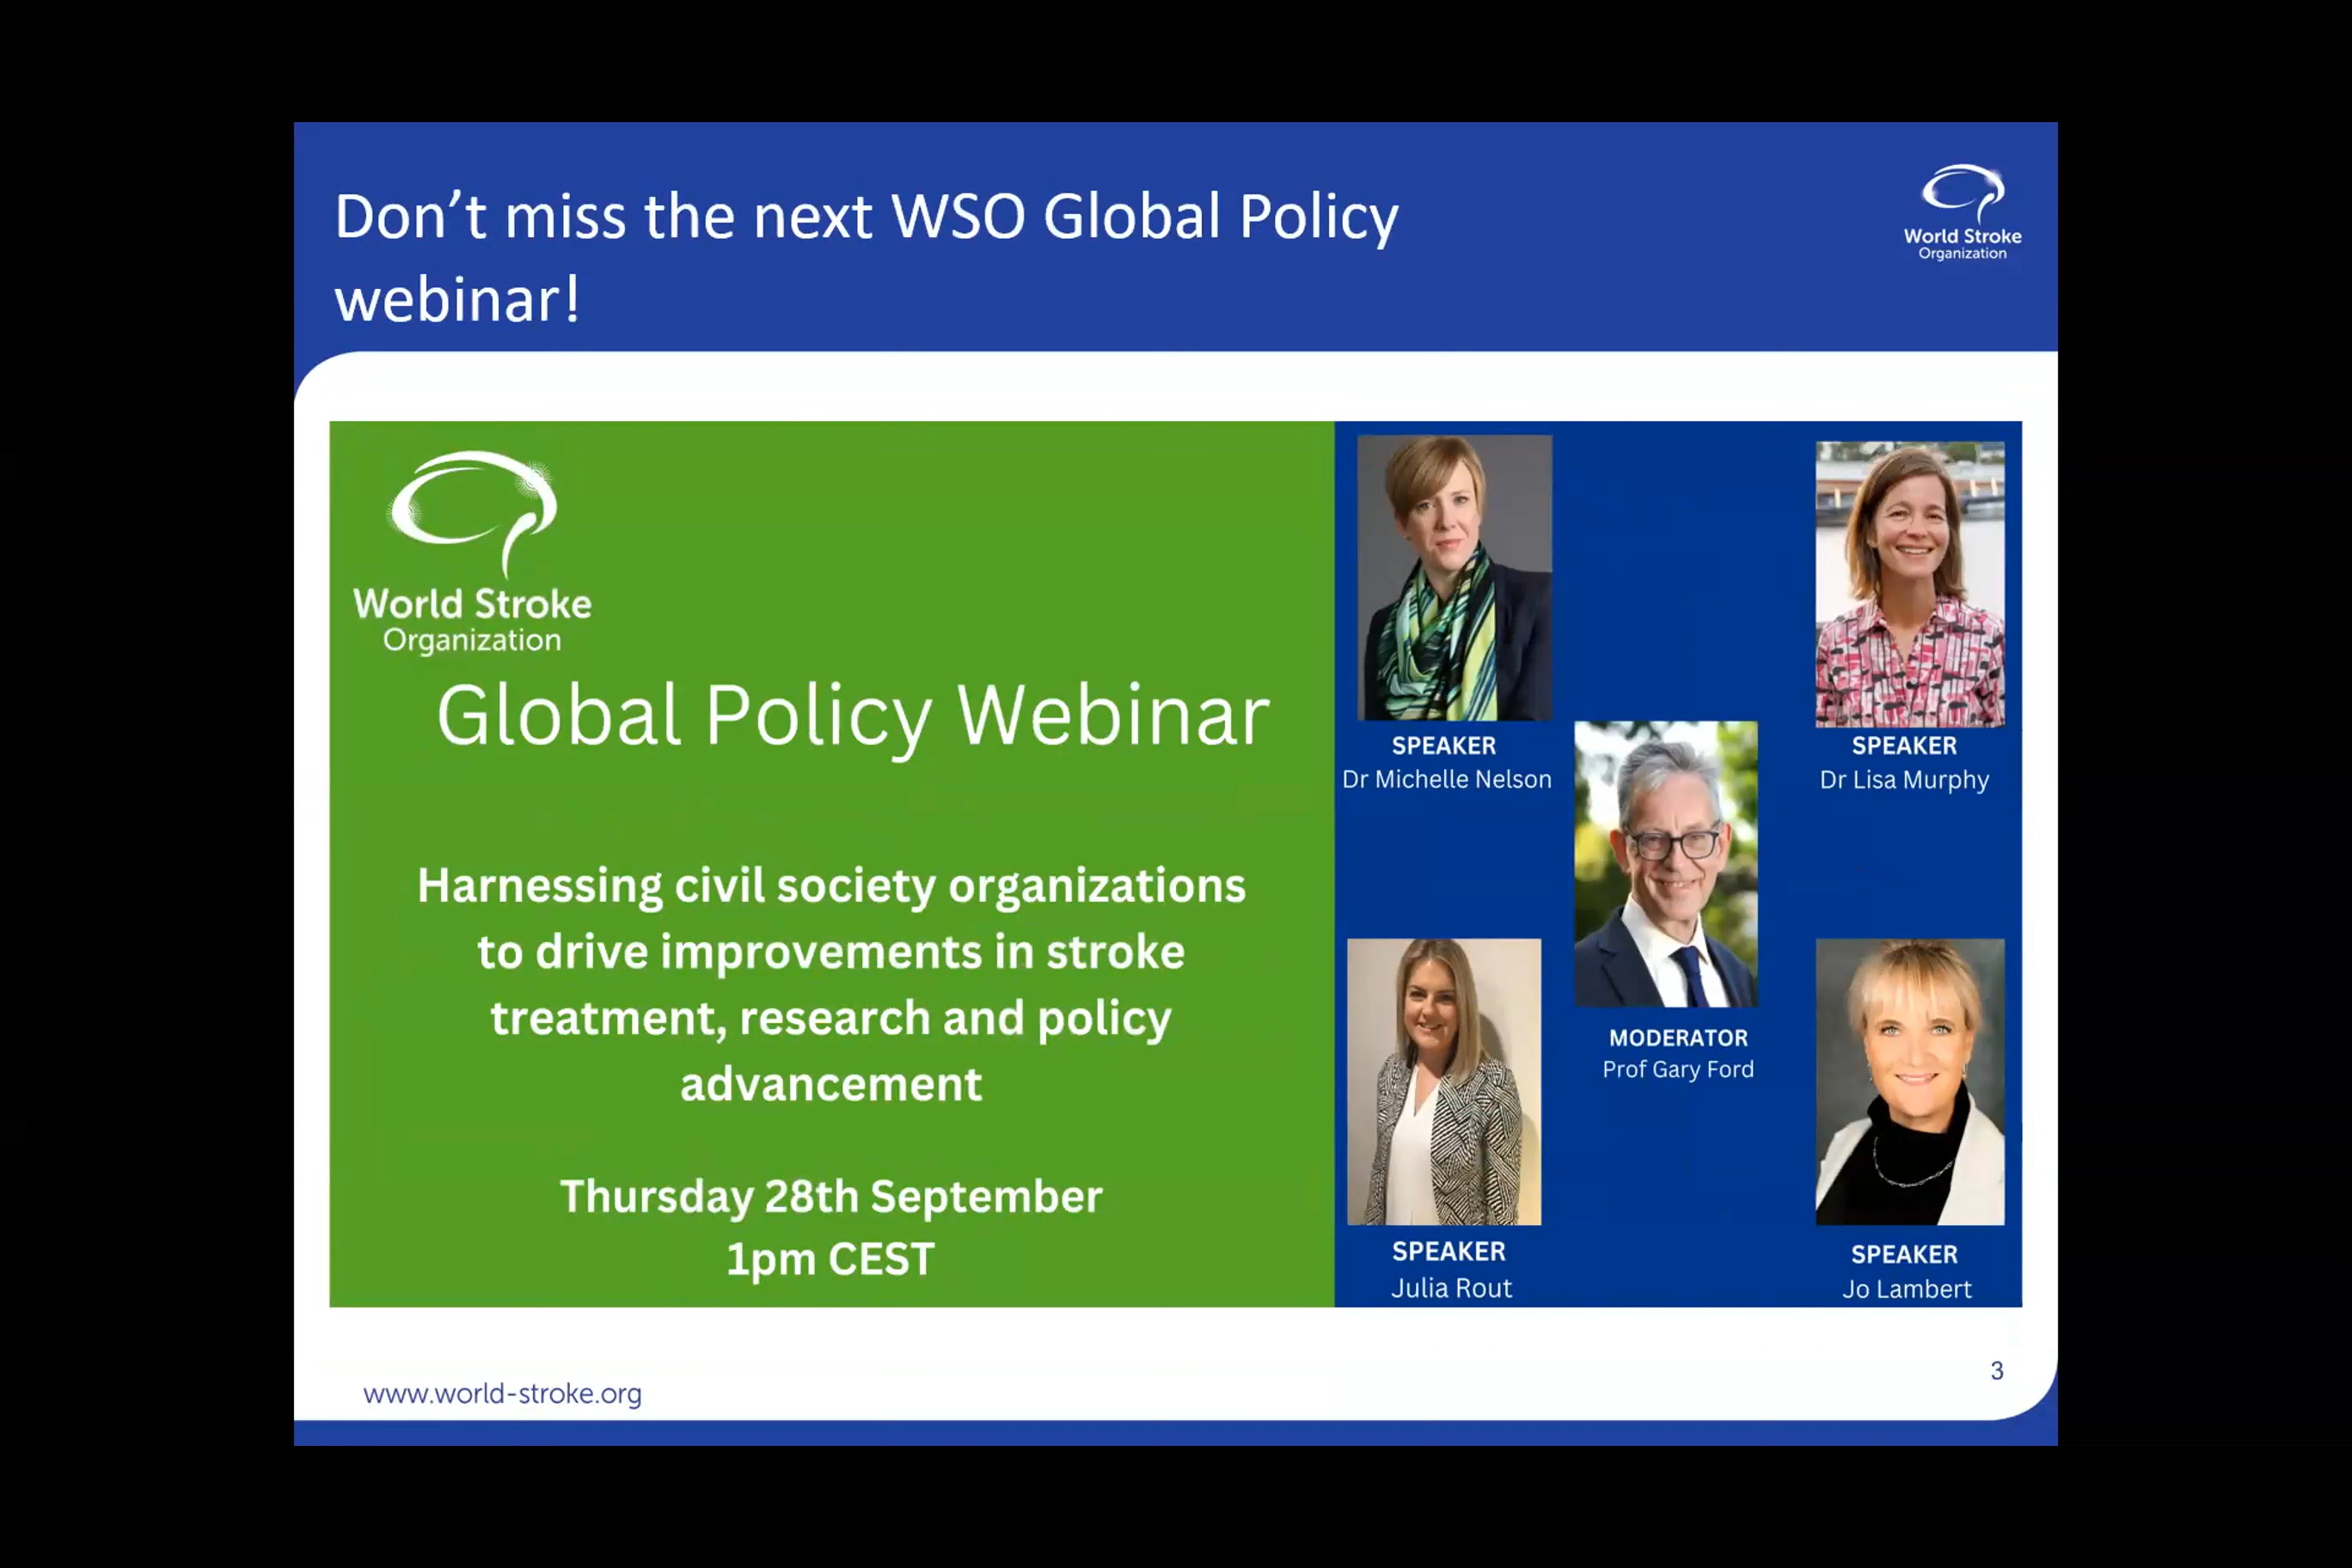 Don’t miss the next WSO Global Policy
webinar!
World Stroke
Organization
World Stroke
Organization
Global Policy Webinar
Harnessing civil society organizations
to drive improvements in stroke
treatment, research and policy
advancement
Thursday 28th September
1pm CEST
SPEAKER
Dr Michelle Nelson
SPEAKER
Dr Lisa Murphy
MODERATOR
Prof Gary Ford
SPEAKER
Julia Rout
SPEAKER
Jo Lambert
www.world-stroke.org
3